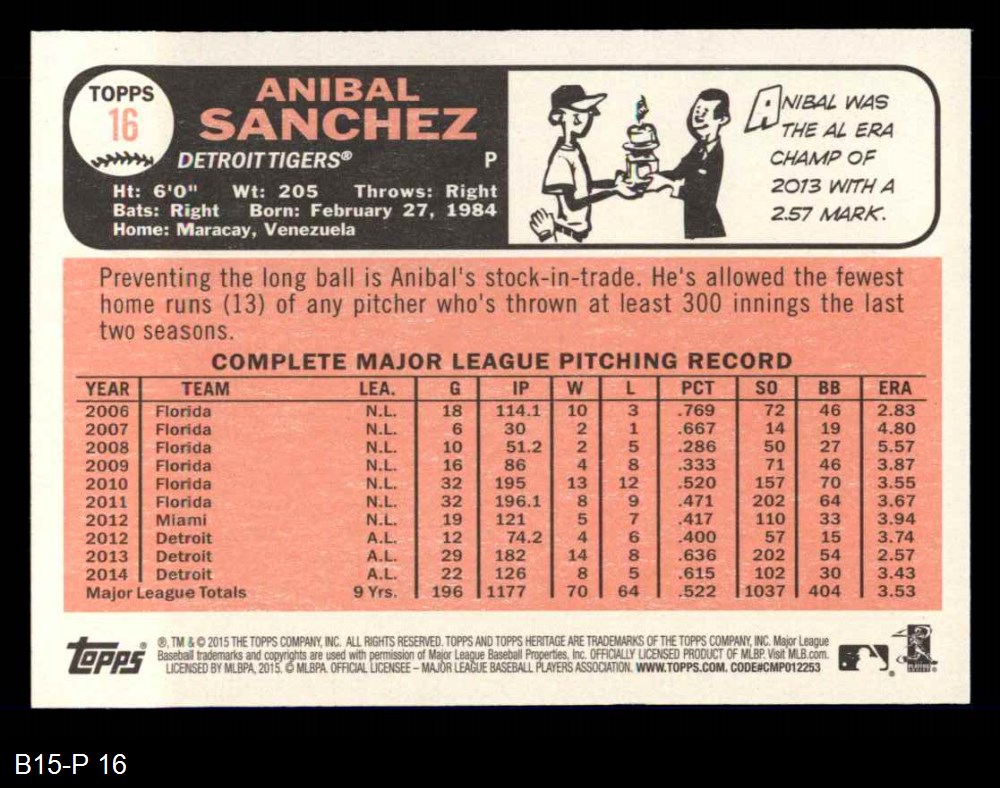 TOPPS
16
ANIBAL
SANCHEZ
DETROIT TIGERS® P
Ht: 6'0" Wt: 205 Throws: Right
Bats: Right Born: February 27, 1984
Home: Maracay, Venezuela
ANIBAL WAS
THE AL ERA
CHAMP OF
2013 WITH A
2.57 MARK.
Preventing the long ball is Anibal's stock-in-trade. He's allowed the fewest
home runs (13) of any pitcher who's thrown at least 300 innings the last
two seasons.
COMPLETE MAJOR LEAGUE PITCHING RECORD
YEAR TEAM LEA. G IP W L PCT SO BB ERA
2006 Florida N.L. 18 114.1 10 3 .769 72 46 2.83
2007 Florida N.L. 6 30 2 1 .667 14 19 4.80
2008 Florida N.L. 10 51.2 2 5 .286 50 27 5.57
2009 Florida N.L. 16 86 4 8 .333 71 46 3.87
2010 Florida N.L. 32 195 13 12 .520 157 70 3.55
2011 Florida N.L. 32 196.1 8 9 .471 202 64 3.67
2012 Miami N.L. 19 121 5 7 .417 110 33 3.94
2012 Detroit A.L. 12 74.2 4 6 .400 57 15 3.74
2013 Detroit A.L. 29 182 14 8 .636 202 54 2.57
2014 Detroit A.L. 22 126 8 5 .615 102 30 3.43
Major League Totals 9 Yrs. 196 1177 70 64 .522 1037 404 3.53
Topps®
®, TM & © 2015 THE TOPPS COMPANY, INC. ALL RIGHTS RESERVED. TOPPS AND TOPPS HERITAGE ARE TRADEMARKS OF THE TOPPS COMPANY, INC. Major League
Baseball trademarks and copyrights are used with permission of Major League Baseball Properties, Inc. OFFICIALLY LICENSED PRODUCT OF MLBP. Visit MLB.com.
LICENSED BY MLBPA, 2015. © MLBPA. OFFICIAL LICENSEE – MAJOR LEAGUE BASEBALL PLAYERS ASSOCIATION. WWW.TOPPS.COM. CODE#CMP012253
B15-P 16